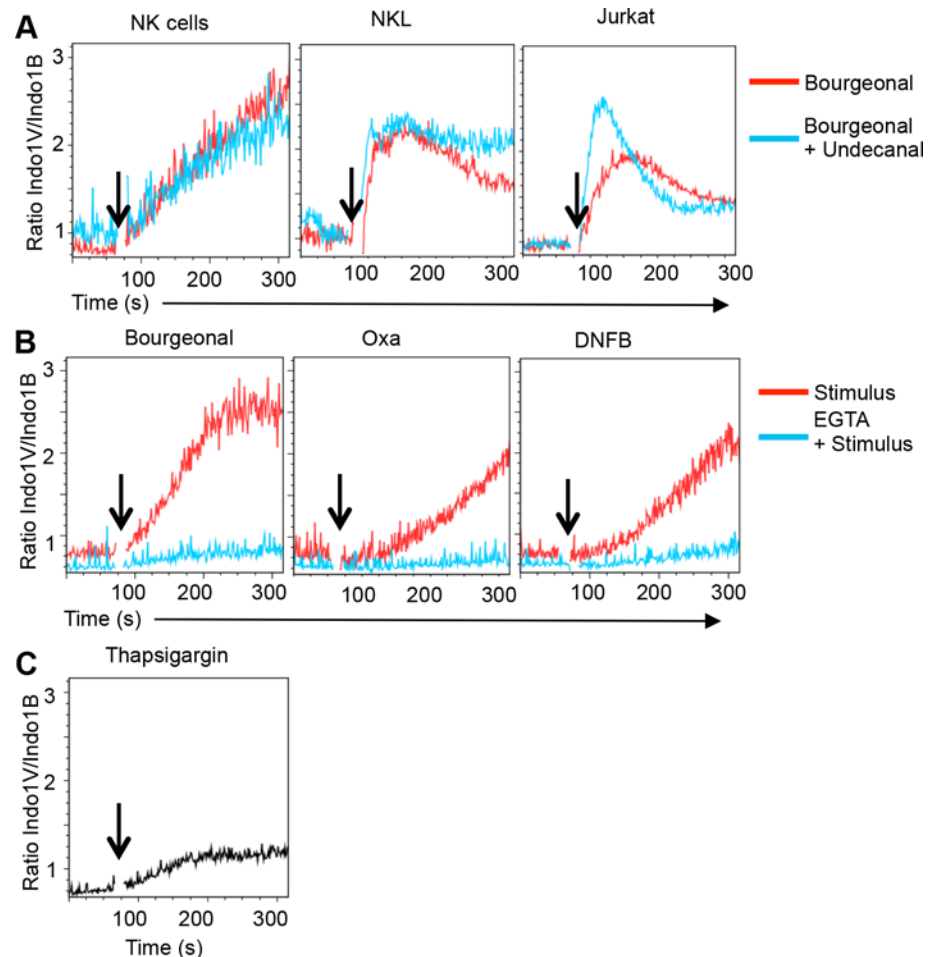 A
NK cells
NKL
Jurkat
Ratio Indo1V/Indo1B
3
2
1
100 200 300
100 200 300
100 200 300
Time (s)
Bourgeonal
Bourgeonal
+ Undecanal
B
Bourgeonal
Oxa
DNFB
Ratio Indo1V/Indo1B
3
2
1
100 200 300
100 200 300
100 200 300
Time (s)
Stimulus
EGTA
+ Stimulus
C
Thapsigargin
Ratio Indo1V/Indo1B
3
2
1
100 200 300
Time (s)